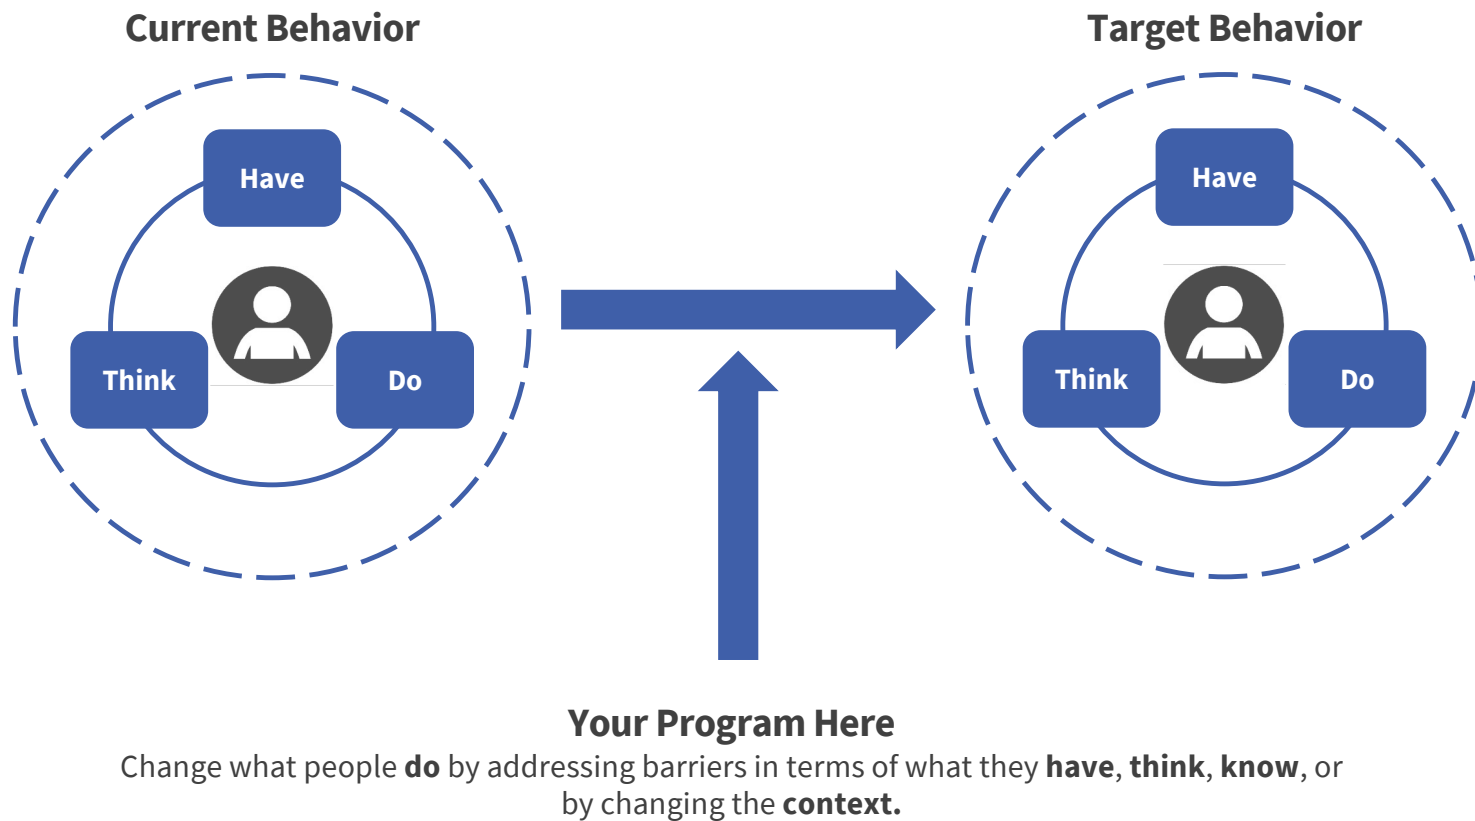 Current Behavior
Target Behavior
Have
Think
Do
Have
Think
Do
Your Program Here
Change what people do by addressing barriers in terms of what they have, think, know, or
by changing the context.